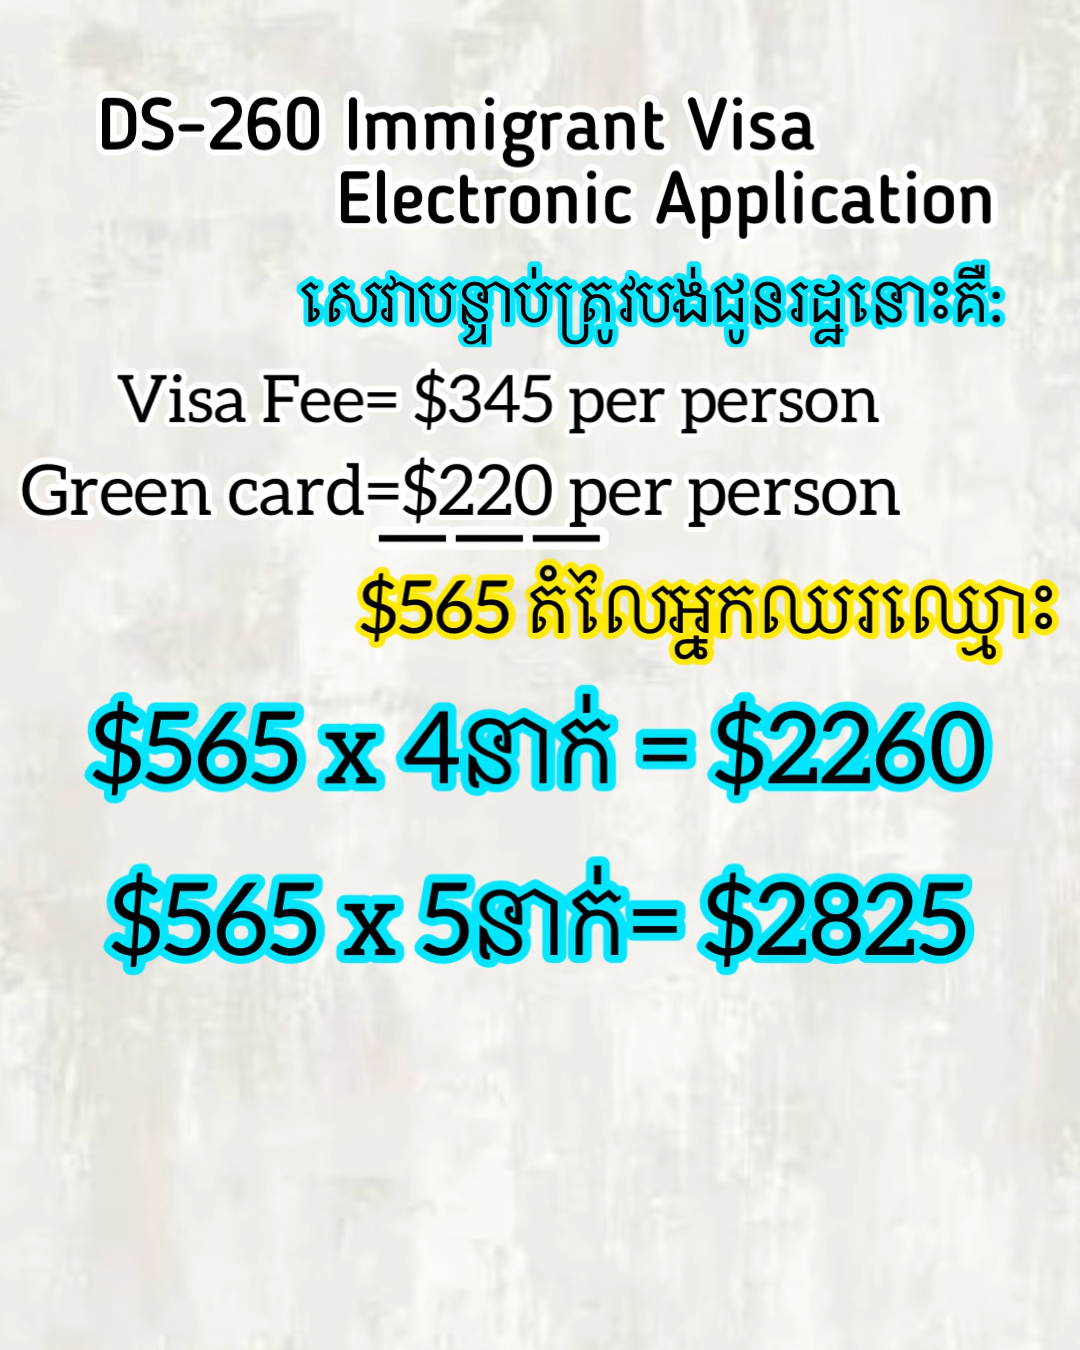 DS-260 Immigrant Visa
Electronic Application
សេវាបន្ទាប់ត្រូវបង់ជូនរដ្ឋនោះគឺ:
Visa Fee= $345 per person
Green card=$220 per person
$565 តំលៃអ្នកឈរឈ្មោះ
$565 x 4នាក់ = $2260
$565 x 5នាក់= $2825